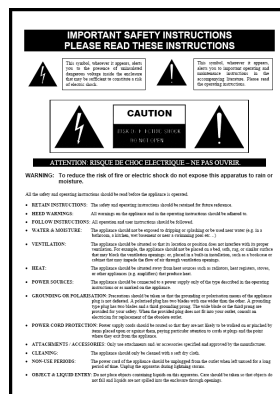 IMPORTANT SAFETY INSTRUCTIONS
PLEASE READ THESE INSTRUCTIONS
This symbol, wherever it appears, alerts
you to the presence of uninsulated
dangerous voltage inside the enclosure
that may be sufficient to constitute a risk
of electric shock.
This symbol, wherever it appears,
alerts you to important operating and
maintenance instructions in the
accompanying literature. Please read
the operating instructions.
CAUTION
RISK OF ELECTRIC SHOCK
DO NOT OPEN
ATTENTION: RISQUE DE CHOC ELECTRIQUE – NE PAS OUVRIR.
WARNING: To reduce the risk of fire or electric shock do not expose this apparatus to rain or
moisture.
All the safety and operating instructions should be read before the appliance is operated.
• RETAIN INSTRUCTIONS: The safety and operating instructions should be retained for future reference.
• HEED WARNINGS: All warnings on the appliance and in the operating instructions should be adhered to.
• FOLLOW INSTRUCTIONS: All operation and user instructions should be followed.
• WATER & MOISTURE: The appliance should not be exposed to dripping or splashing or be used near water (e.g. in a
bathroom, a kitchen, wet basement or near a swimming pool etc…)
• VENTILATION: The appliance should be situated so that its location or position does not interfere with its proper
ventilation. For example, the appliance should not be placed on a bed, sofa, rug, or similar surface
that may block the ventilation openings: or, placed in a built-in installation, such as a bookcase or
cabinet that may impede the flow of air through ventilation openings.
• HEAT: The appliance should be situated away from heat sources such as radiators, heat registers, stoves,
or other appliances (e.g. amplifiers) that produce heat.
• POWER SOURCES: The appliance should be connected to a power supply only of the type described in the operating
instructions or as marked on the appliance.
• GROUNDING OR POLARISATION: Precautions should be taken so that the grounding or polarisation means of the appliance
plug is not defeated. A polarised plug has two blades with one wider than the other. A grounding
type plug has two blades and a third grounding prong. The wide blade or the third prong are
provided for your safety. When the provided plug does not fit into your outlet, consult an
electrician for replacement of the obsolete outlet.
• POWER CORD PROTECTION: Power supply cords should be routed so that they are not likely to be walked on or pinched by
items placed upon or against them, paying particular attention to cords at plugs and the point
where they exit from the appliance.
• ATTACHMENTS / ACCESSORIES: Only use attachments and/or accessories specified and approved by the manufacturer.
• CLEANING: The appliance should only be cleaned with a soft dry cloth.
• NON-USE PERIODS: The power cord of the appliance should be unplugged from the outlet when left unused for a long
period of time. Unplug the apparatus during lightning storms.
• OBJECT & LIQUID ENTRY: Do not place objects containing liquids on this apparatus. Care should be taken so that objects do
not fall and liquids are not spilled into the enclosure through openings.